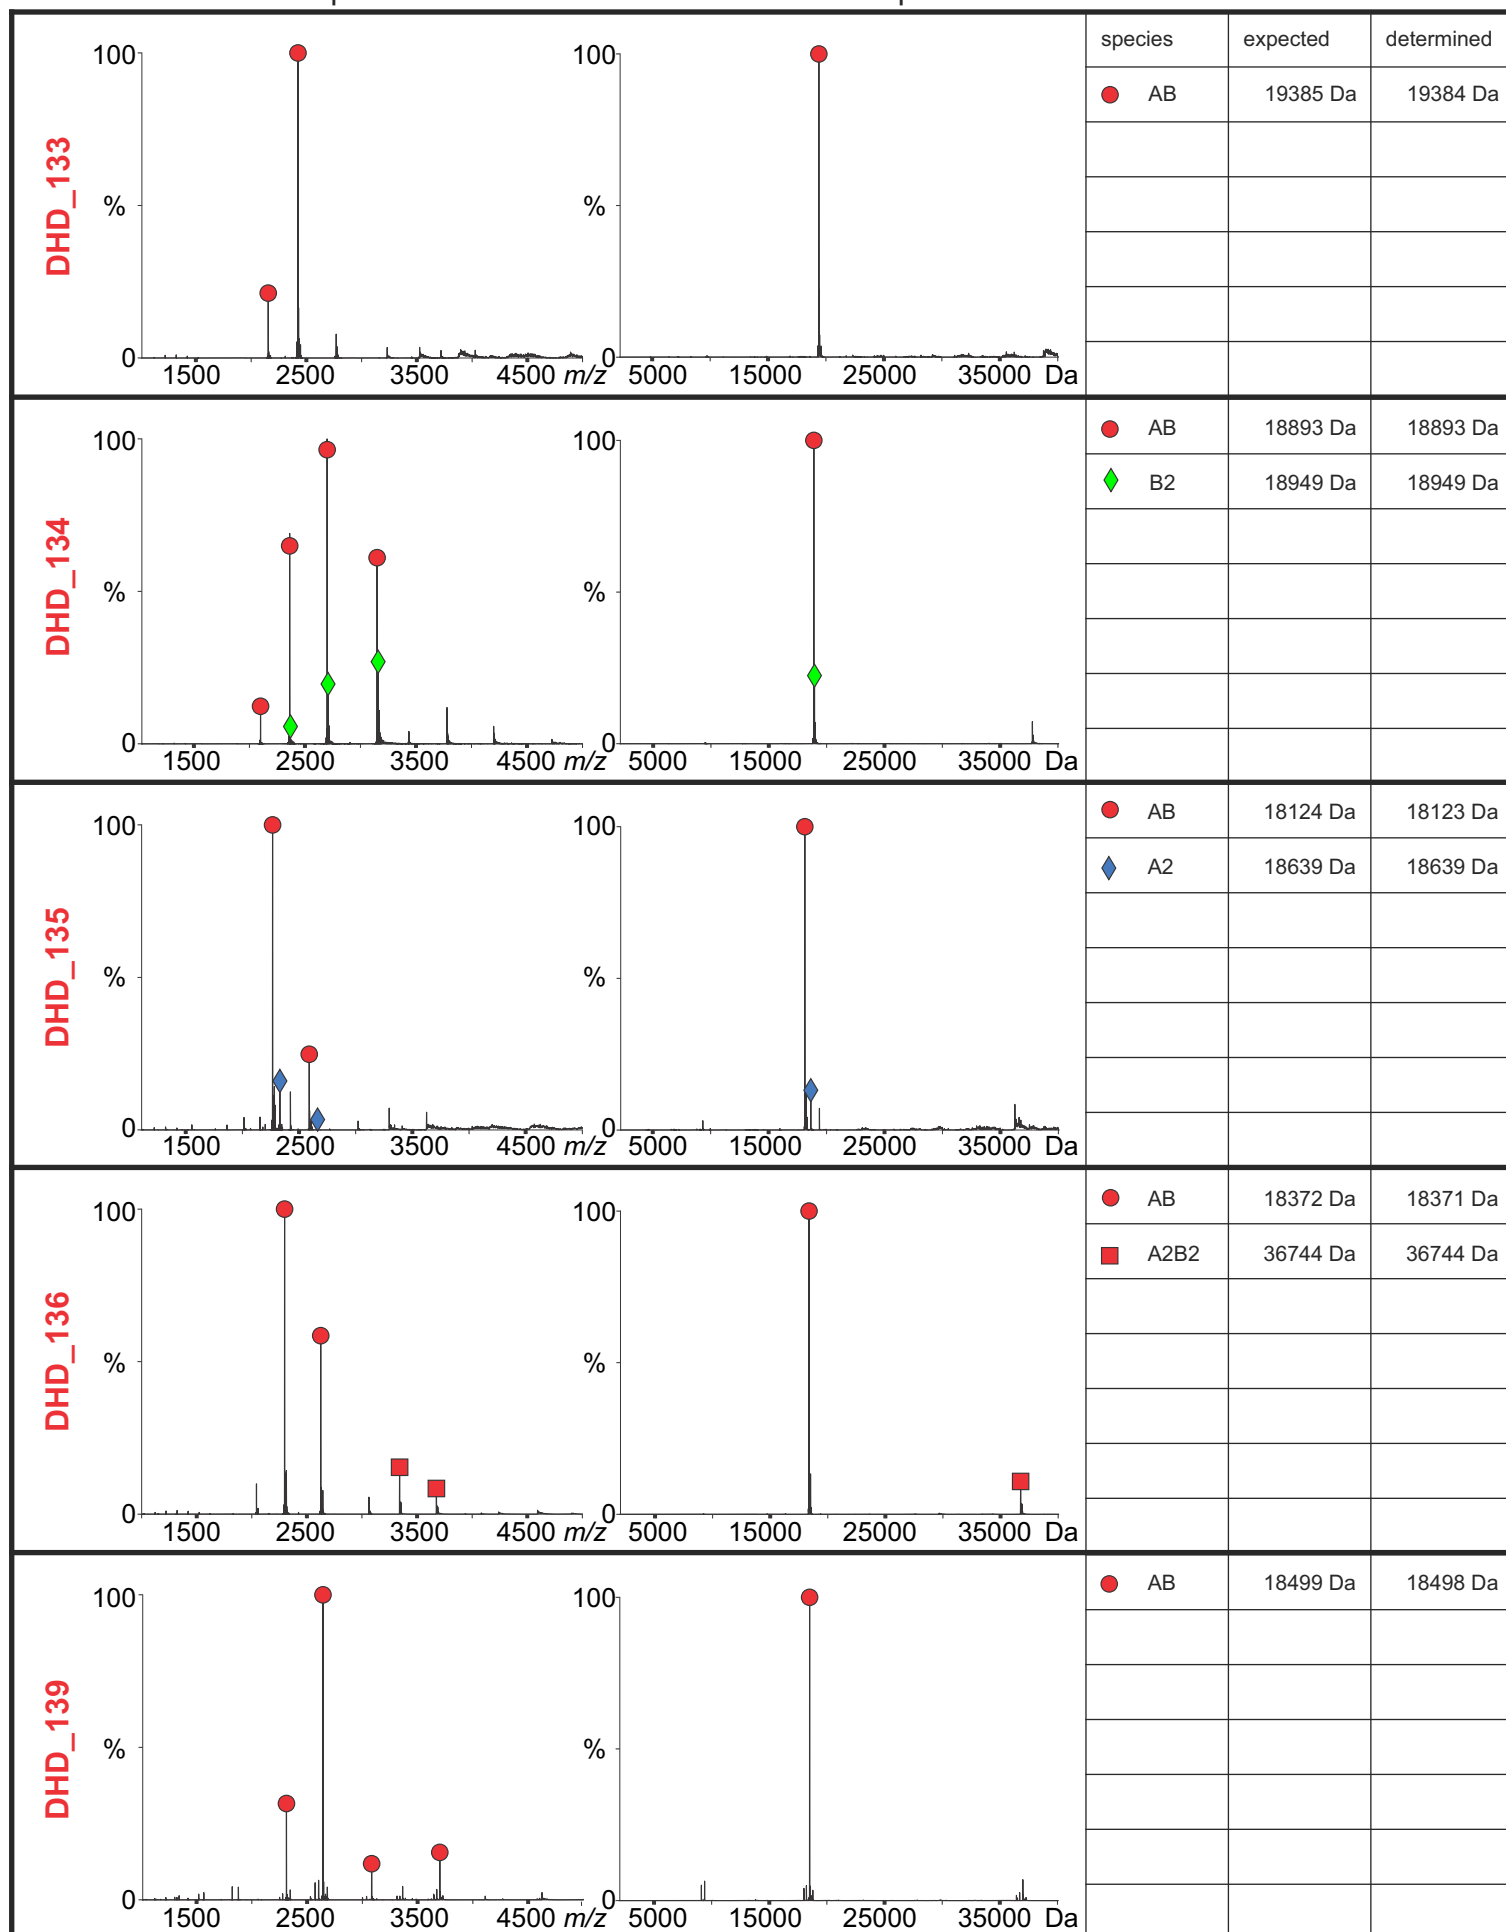 species expected determined
DHD_133
100
%
0
1500 2500 3500 4500 m/z
100
%
0
5000 15000 25000 35000 Da
AB 19385 Da 19384 Da
DHD_134
100
%
0
1500 2500 3500 4500 m/z
100
%
0
5000 15000 25000 35000 Da
AB 18893 Da 18893 Da
B2 18949 Da 18949 Da
DHD_135
100
%
0
1500 2500 3500 4500 m/z
100
%
0
5000 15000 25000 35000 Da
AB 18124 Da 18123 Da
A2 18639 Da 18639 Da
DHD_136
100
%
0
1500 2500 3500 4500 m/z
100
%
0
5000 15000 25000 35000 Da
AB 18372 Da 18371 Da
A2B2 36744 Da 36744 Da
DHD_139
100
%
0
1500 2500 3500 4500 m/z
100
%
0
5000 15000 25000 35000 Da
AB 18499 Da 18498 Da